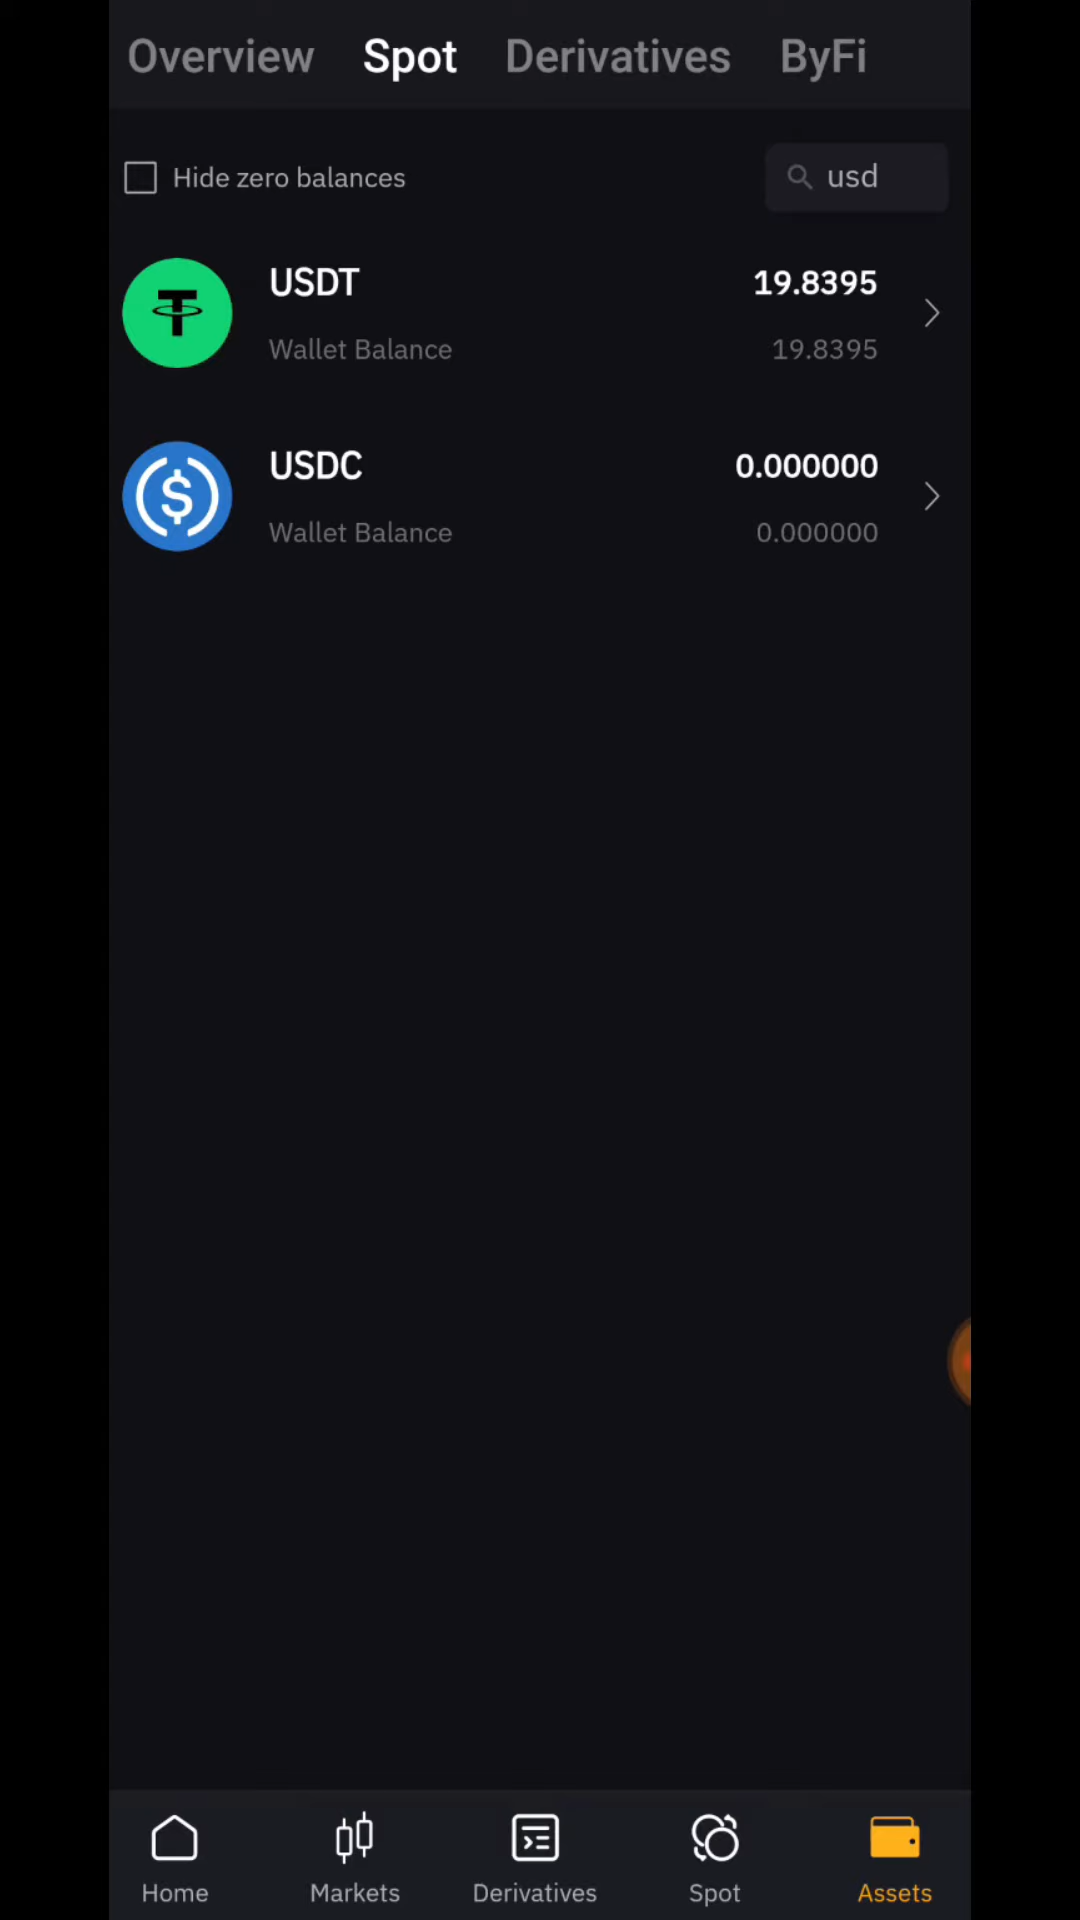 Overview Spot Derivatives ByFi
Hide zero balances usd
USDT 19.8395
Wallet Balance 19.8395
USDC 0.000000
Wallet Balance 0.000000
Home Markets Derivatives Spot Assets